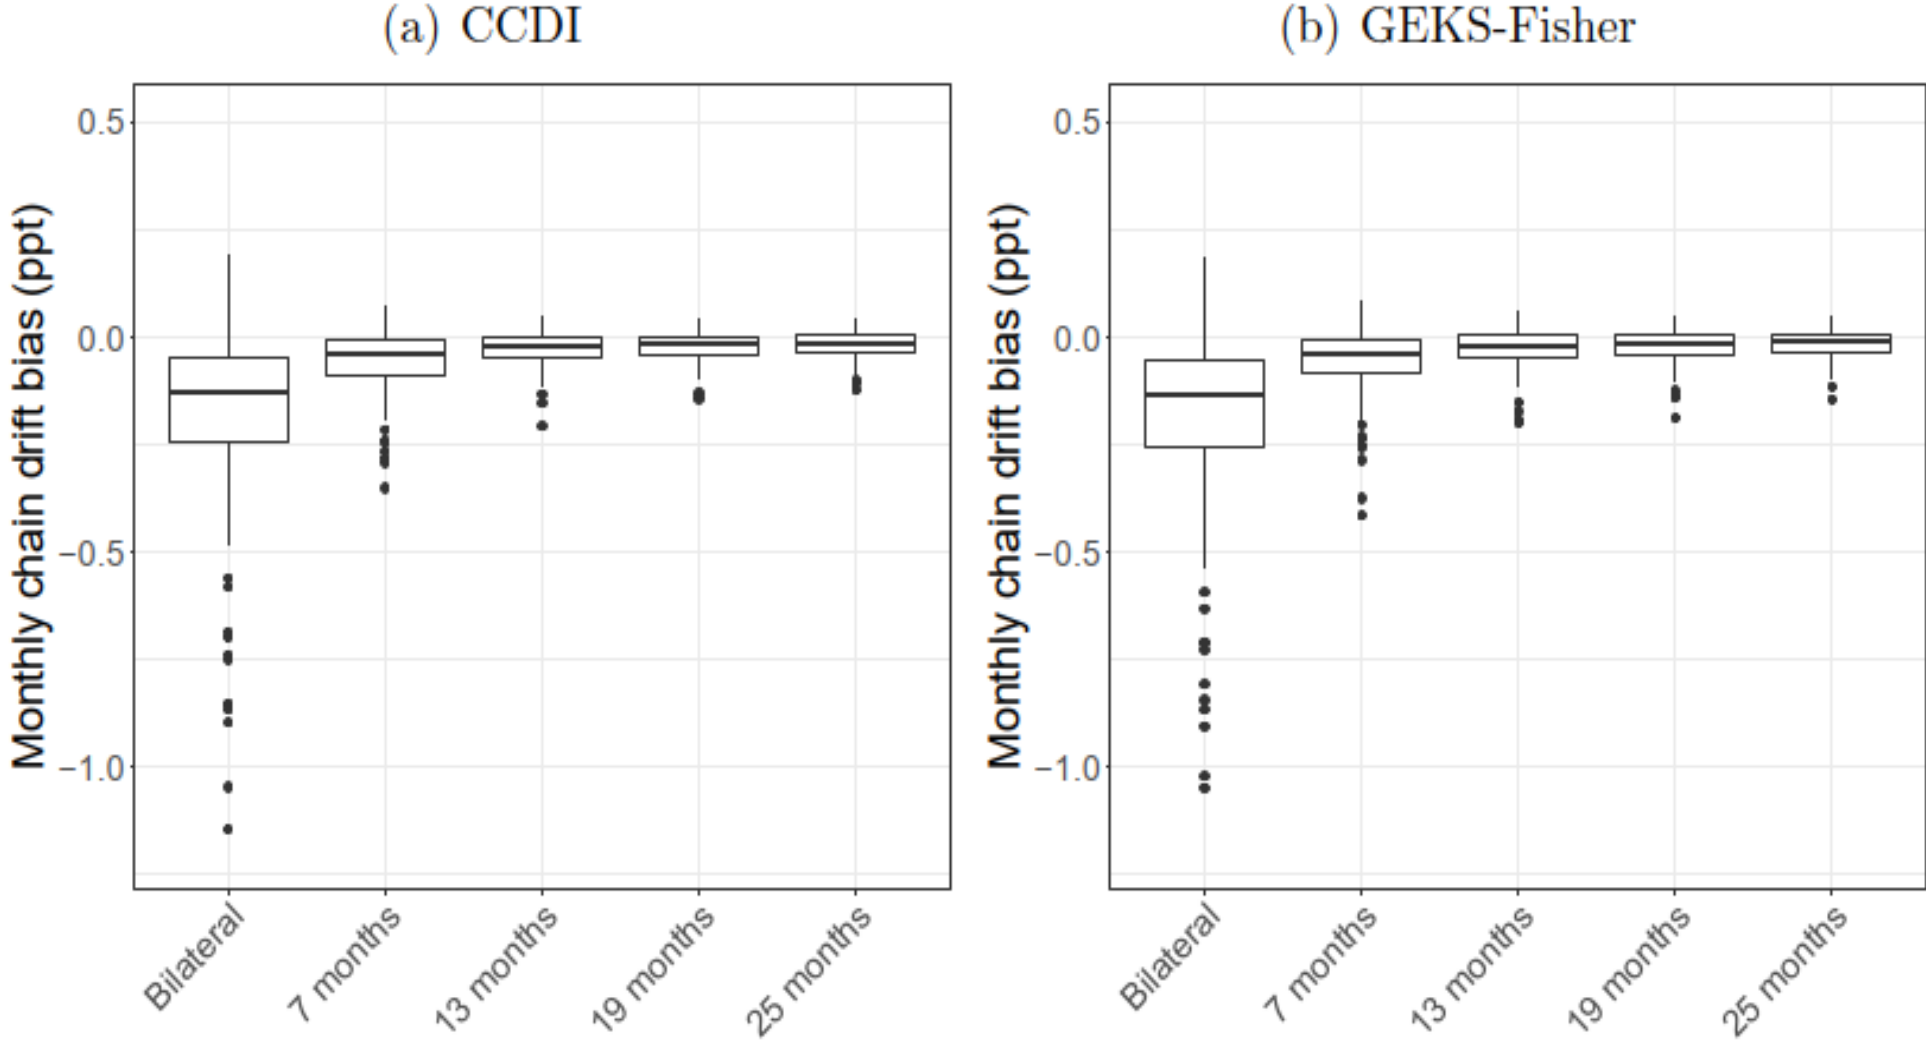 (a) CCDI
Monthly chain drift bias (ppt)
0.5
0.0
−0.5
−1.0
Bilateral
7 months
13 months
19 months
25 months
(b) GEKS-Fisher
Monthly chain drift bias (ppt)
0.5
0.0
−0.5
−1.0
Bilateral
7 months
13 months
19 months
25 months